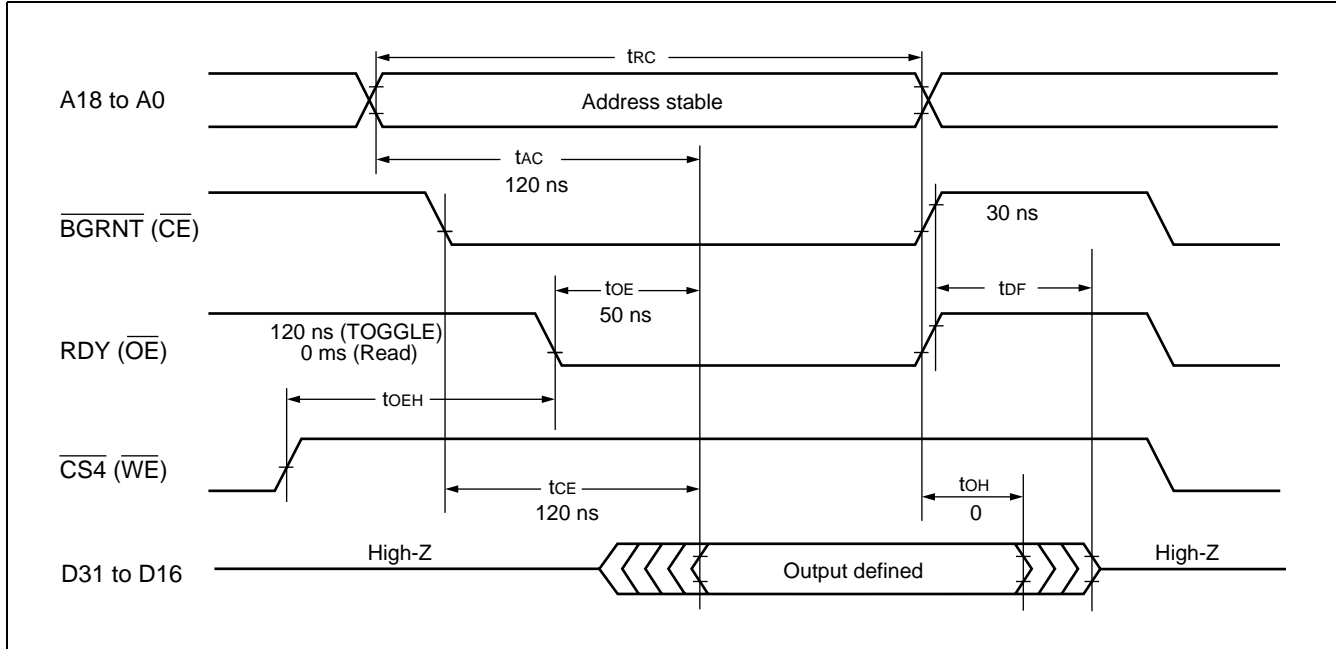 tRC
A18 to A0
Address stable
tAC
120 ns
BGRNT (CE)
30 ns
tOE
50 ns
tDF
RDY (OE)
120 ns (TOGGLE)
0 ms (Read)
tOEH
CS4 (WE)
tCE
120 ns
tOH
0
D31 to D16
High-Z
Output defined
High-Z